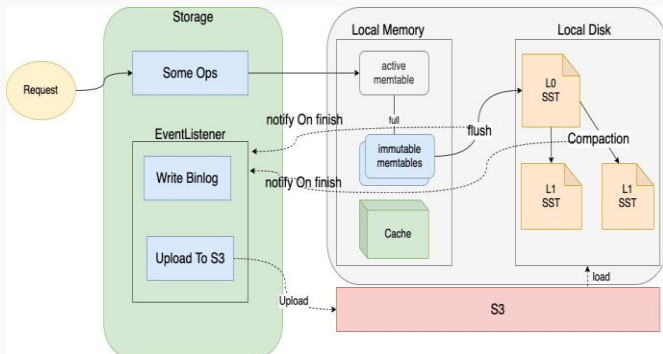 Storage
Request
Some Ops
EventListener
Write Binlog
Upload To S3
notify On finish
notify On finish
Upload
Local Memory
active
memtable
full
immutable
memtables
Cache
flush
Local Disk
L0
SST
Compaction
L1
SST
L1
SST
load
S3